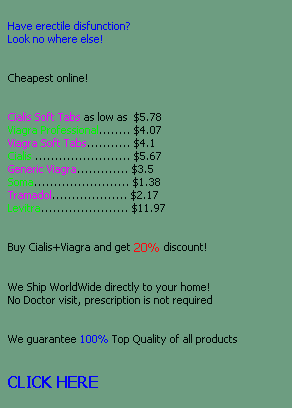 Have erectile disfunction?
Look no where else!
Cheapest online!
Cialis Soft Tabs as low as $5.78
........ $4.07
Viagra Soft Tabs........... $4.1
........................ $5.67
Generic Viagra............. $3.5
........................ $1.38
Tramadol................... $2.17
...................... $11.97
Buy Cialis+Viagra and get 20% discount!
We Ship WorldWide directly to your home!
No Doctor visit, prescription is not required
We guarantee 100% Top Quality of all products
CLICK HERE